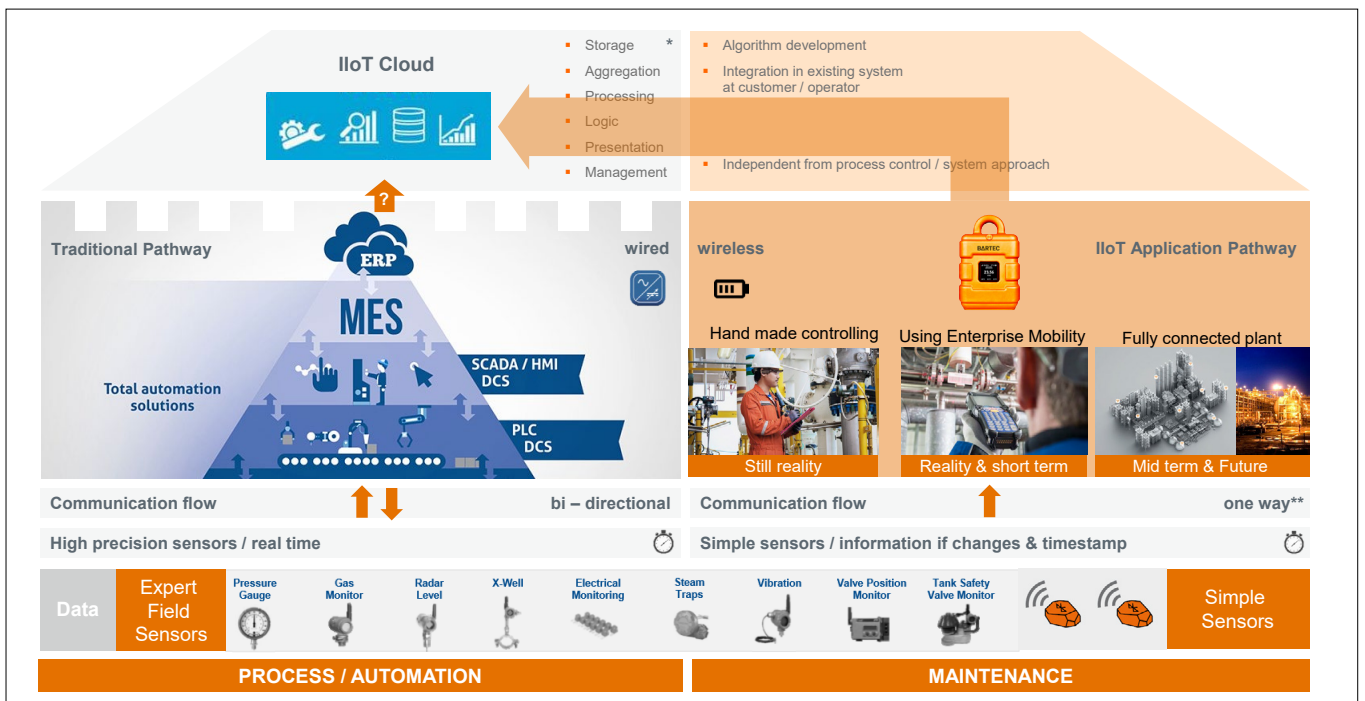 IIoT Cloud
Storage *
Aggregation
Processing
Logic
Presentation
Management
Algorithm development
Integration in existing system
at customer / operator
Independent from process control / system approach
?
Traditional Pathway
wired
ERP
MES
SCADA / HMI
DCS
PLC
DCS
Total automation
solutions
wireless
IIoT Application Pathway
BARTEC
Hand made controlling
Using Enterprise Mobility
Fully connected plant
Still reality
Reality & short term
Mid term & Future
Communication flow
bi – directional
Communication flow
one way**
High precision sensors / real time
Simple sensors / information if changes & timestamp
Data
Expert
Field
Sensors
Pressure
Gauge
Gas
Monitor
Radar
Level
X-Well
Electrical
Monitoring
Steam
Traps
Vibration
Valve Position
Monitor
Tank Safety
Valve Monitor
Simple
Sensors
PROCESS / AUTOMATION
MAINTENANCE